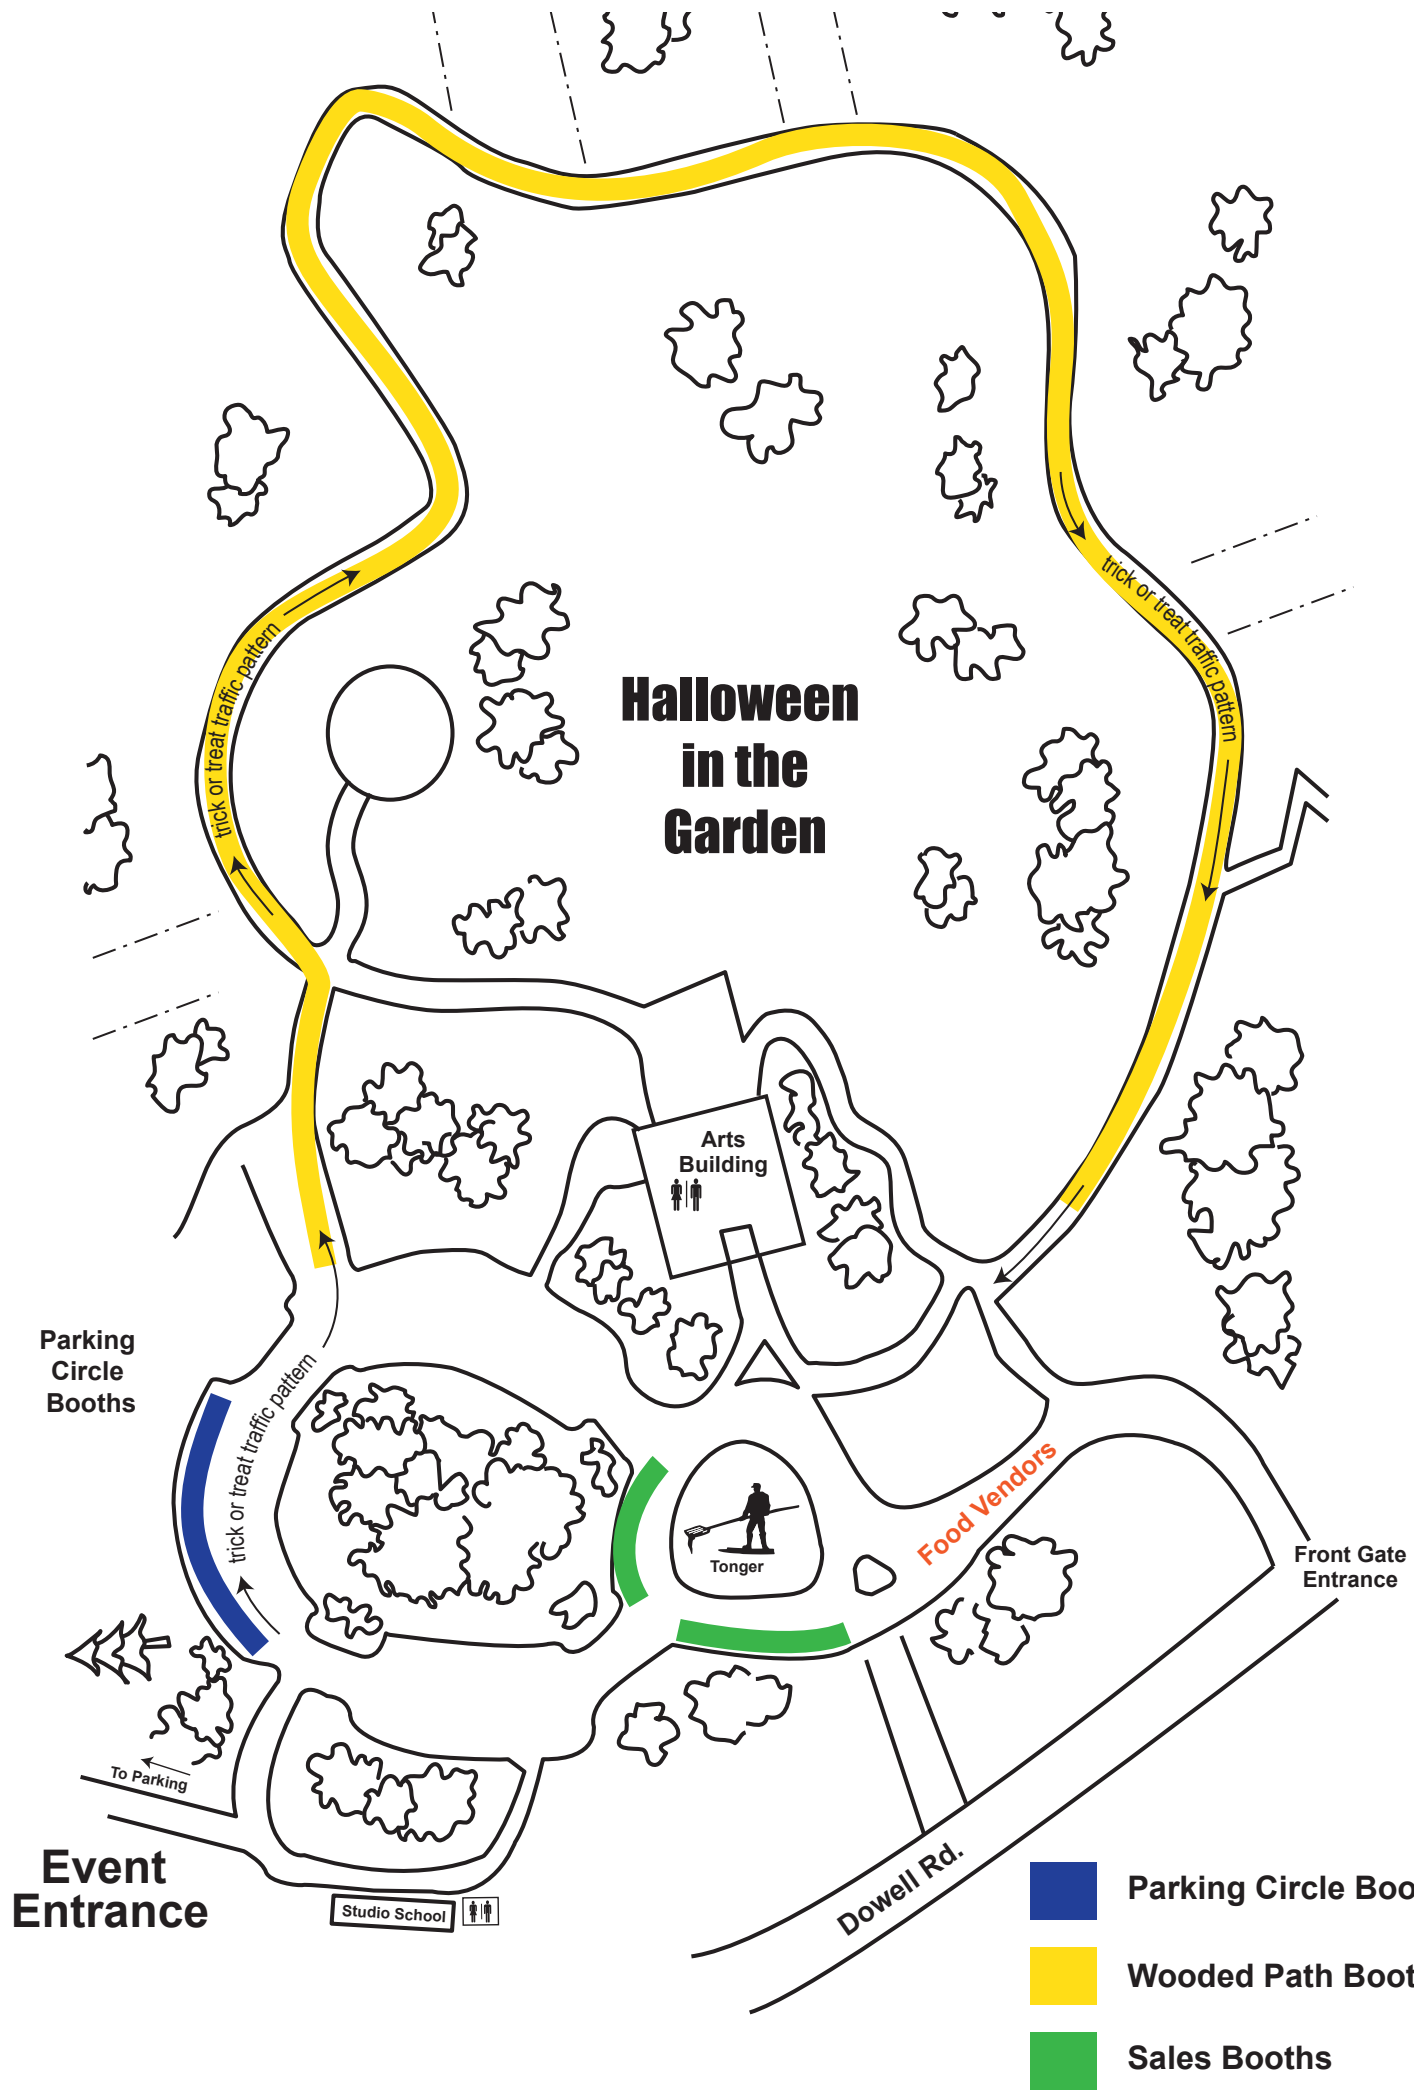 trick or treat traffic pattern
trick or treat traffic pattern
Halloween
in the
Garden
Arts
Building
Parking
Circle
Booths
trick or treat traffic pattern
Food Vendors
Tonger
Front Gate
Entrance
To Parking
Event
Entrance
Studio School
Dowell Rd.
Parking Circle Boo
Wooded Path Boot
Sales Booths